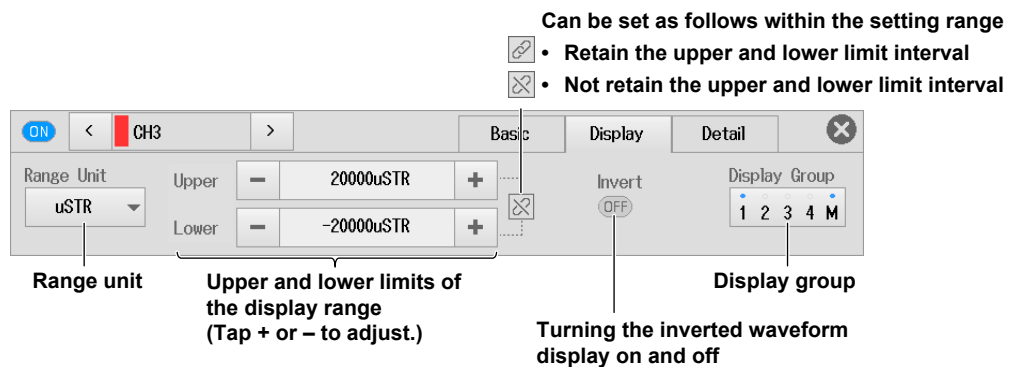 Can be set as follows within the setting range
• Retain the upper and lower limit interval
• Not retain the upper and lower limit interval
ON < CH3 > Basic Display Detail
Range Unit Upper − 20000uSTR + Invert Display Group
uSTR OFF 1 2 3 4 M
Lower − -20000uSTR +
Range unit
Upper and lower limits of
the display range
(Tap + or – to adjust.)
Display group
Turning the inverted waveform
display on and off